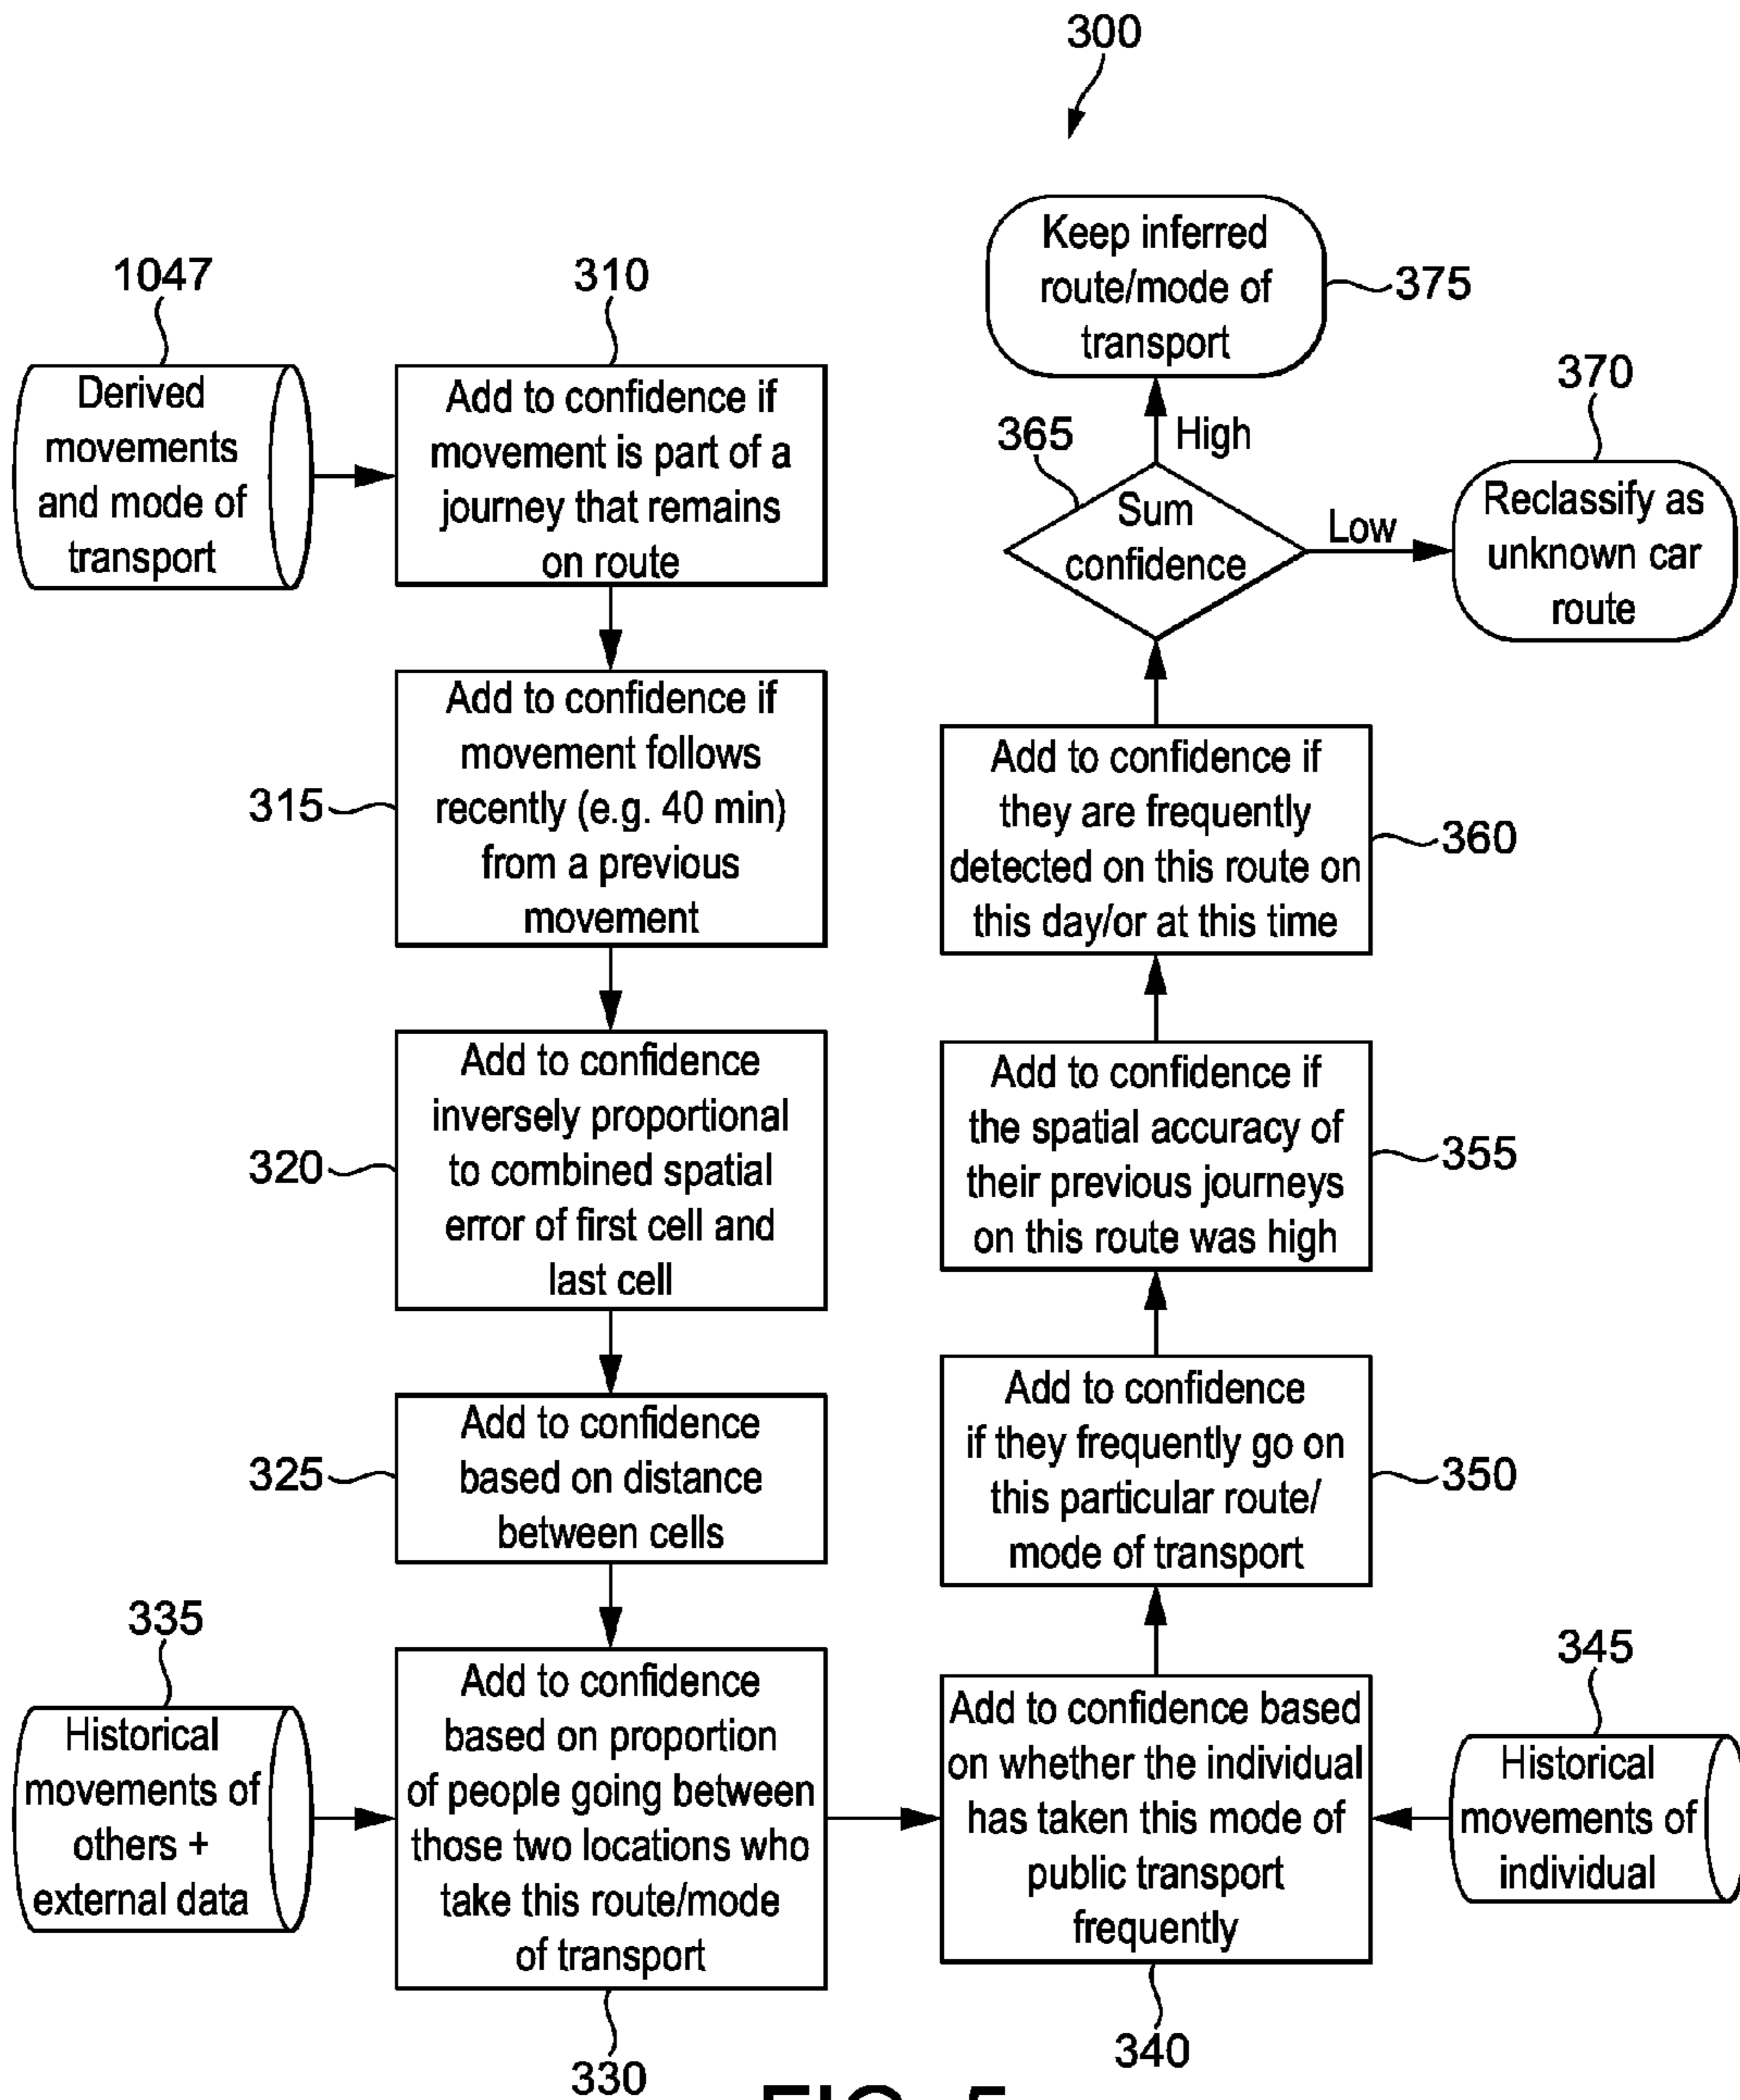 300
1047
Derived
movements
and mode of
transport
310
Add to confidence if
movement is part of a
journey that remains
on route
315
Add to confidence if
movement follows
recently (e.g. 40 min)
from a previous
movement
320
Add to confidence
inversely proportional
to combined spatial
error of first cell and
last cell
325
Add to confidence
based on distance
between cells
335
Historical
movements of
others +
external data
Add to confidence
based on proportion
of people going between
those two locations who
take this route/mode
of transport
330
Add to confidence based
on whether the individual
has taken this mode of
public transport
frequently
340
345
Historical
movements of
individual
Add to confidence
if they frequently go on
this particular route/
mode of transport
350
Add to confidence if
the spatial accuracy of
their previous journeys
on this route was high
355
Add to confidence if
they are frequently
detected on this route on
this day/or at this time
360
365
Sum
confidence
High
Low
Keep inferred
route/mode of
transport
375
370
Reclassify as
unknown car
route
FIG. 5